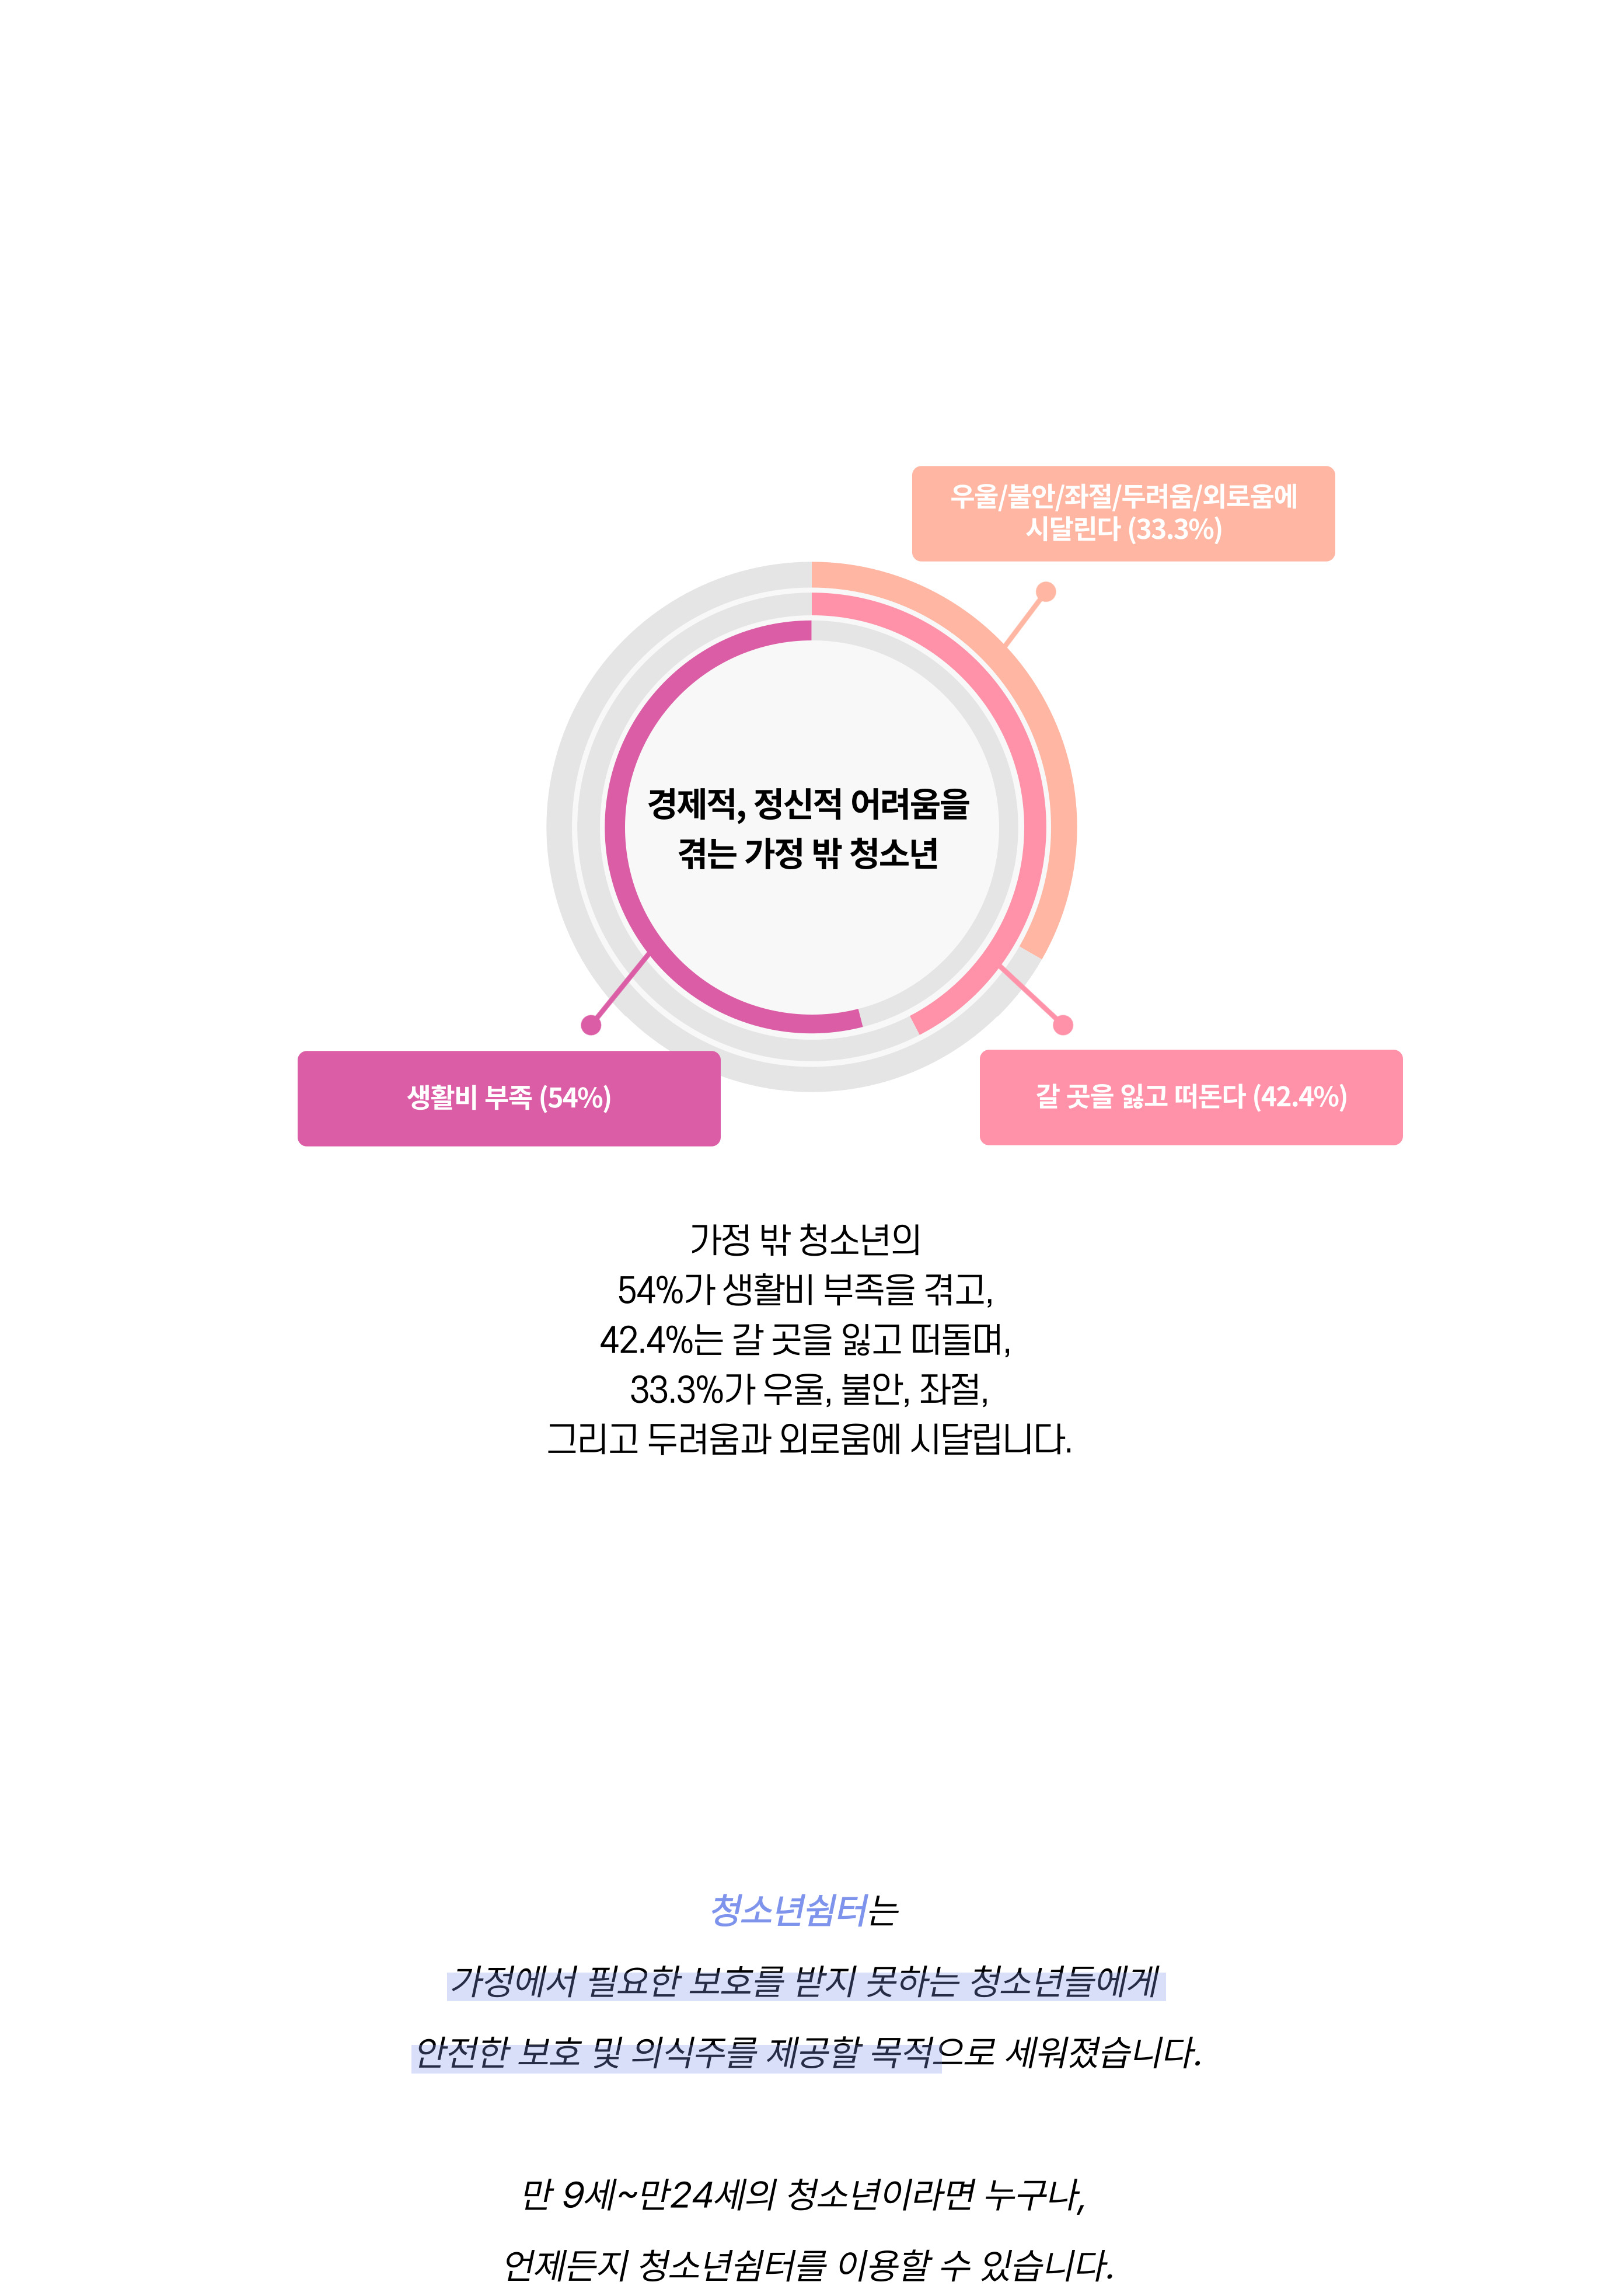 우울/불안/좌절/두려움/외로움에
시달린다 (33.3%)
경제적, 정신적 어려움을
겪는 가정 밖 청소년
생활비 부족 (54%)
갈 곳을 잃고 떠돈다 (42.4%)
가정 밖 청소년의
54%가 생활비 부족을 겪고,
42.4%는 갈 곳을 잃고 떠돌며,
33.3%가 우울, 불안, 좌절,
그리고 두려움과 외로움에 시달립니다.
청소년쉼터는
가정에서 필요한 보호를 받지 못하는 청소년들에게
안전한 보호 및 의식주를 제공할 목적으로 세워졌습니다.
만 9세~만24세의 청소년이라면 누구나,
언제든지 청소년쉼터를 이용할 수 있습니다.